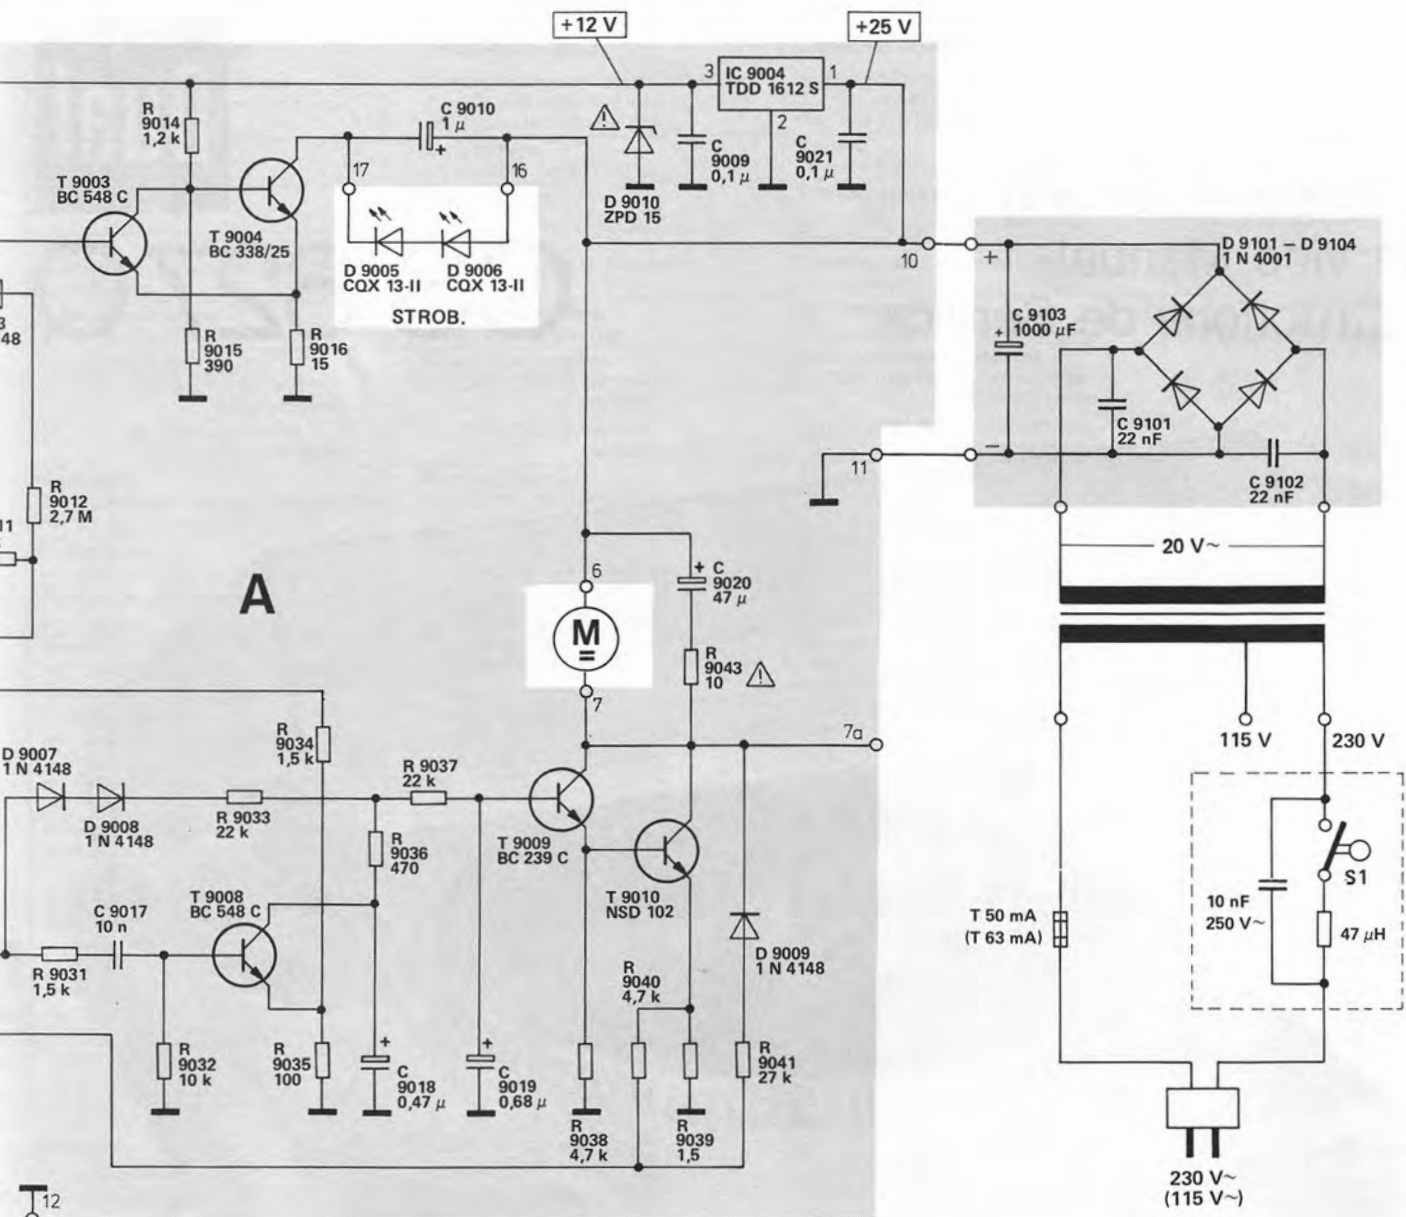 +12 V
+25 V
3
IC 9004
TDD 1612 S
1
2
R
9014
1,2 k
C 9010
1 µ
+
17
16
C
9009
0,1 µ
C
9021
0,1 µ
D 9010
ZPD 15
T 9003
BC 548 C
T 9004
BC 338/25
D 9005
CQX 13-II
D 9006
CQX 13-II
STROB.
10
+
D 9101 – D 9104
1 N 4001
C 9103
+
1000 µF
3
48
R
9015
390
R
9016
15
C 9101
22 nF
C 9102
22 nF
11
–
R
9012
2,7 M
11
20 V~
A
6
+
C
9020
47 µ
M
=
R
9043
10
7
7a
115 V
230 V
R
9034
1,5 k
D 9007
1 N 4148
D 9008
1 N 4148
R 9033
22 k
R 9037
22 k
R
9036
470
T 9009
BC 239 C
T 9010
NSD 102
S1
10 nF
250 V~
47 µH
T 50 mA
(T 63 mA)
T 9008
BC 548 C
C 9017
10 n
R 9031
1,5 k
D 9009
1 N 4148
R
9040
4,7 k
R
9032
10 k
R
9035
100
+
C
9018
0,47 µ
+
C
9019
0,68 µ
R
9038
4,7 k
R
9039
1,5
R
9041
27 k
230 V~
(115 V~)
12